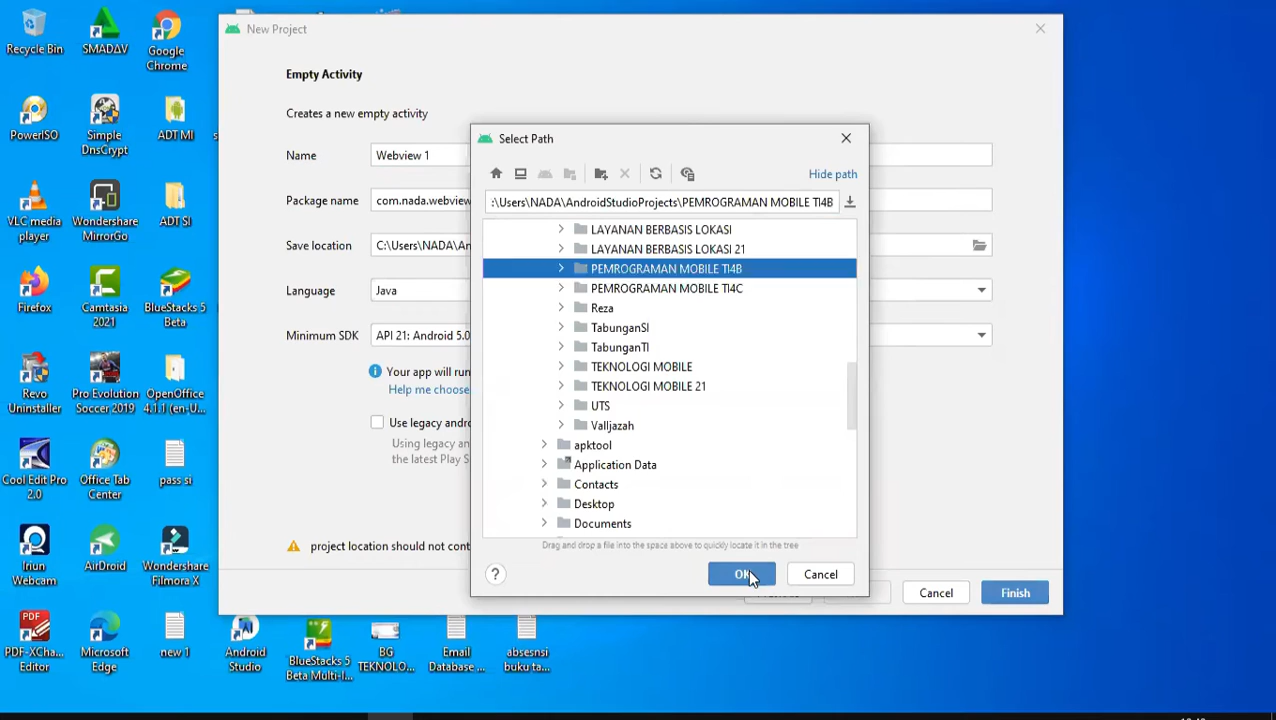 Recycle Bin
SMADΔV
Google
Chrome
PowerISO
Simple
DnsCrypt
ADT MI
VLC media
player
Wondershare
MirrorGo
ADT SI
Firefox
Camtasia
2021
BlueStacks 5
Beta
Revo
Uninstaller
Pro Evolution
Soccer 2019
OpenOffice
4.1.1 (en-U...
Cool Edit Pro
2.0
Office Tab
Center
pass si
Iriun
Webcam
AirDroid
Wondershare
Filmora X
PDF-XCha...
Editor
Microsoft
Edge
new 1
Android
Studio
BlueStacks 5
Beta Multi-I...
BG
TEKNOLO...
Email
Database ...
absesnsi
buku ta...
New Project
Empty Activity
Creates a new empty activity
Name
Webview 1
Package name
com.nada.webview
Save location
C:\Users\NADA\An
Language
Java
Minimum SDK
API 21: Android 5.0
Your app will run
Help me choose
Use legacy andro
Using legacy an
the latest Play S
project location should not cont
Cancel
Finish
Select Path
Hide path
:\Users\NADA\AndroidStudioProjects\PEMROGRAMAN MOBILE TI4B
LAYANAN BERBASIS LOKASI
LAYANAN BERBASIS LOKASI 21
PEMROGRAMAN MOBILE TI4B
PEMROGRAMAN MOBILE TI4C
Reza
TabunganSI
TabunganTI
TEKNOLOGI MOBILE
TEKNOLOGI MOBILE 21
UTS
Valljazah
apktool
Application Data
Contacts
Desktop
Documents
Drag and drop a file into the space above to quickly locate it in the tree
?
OK
Cancel